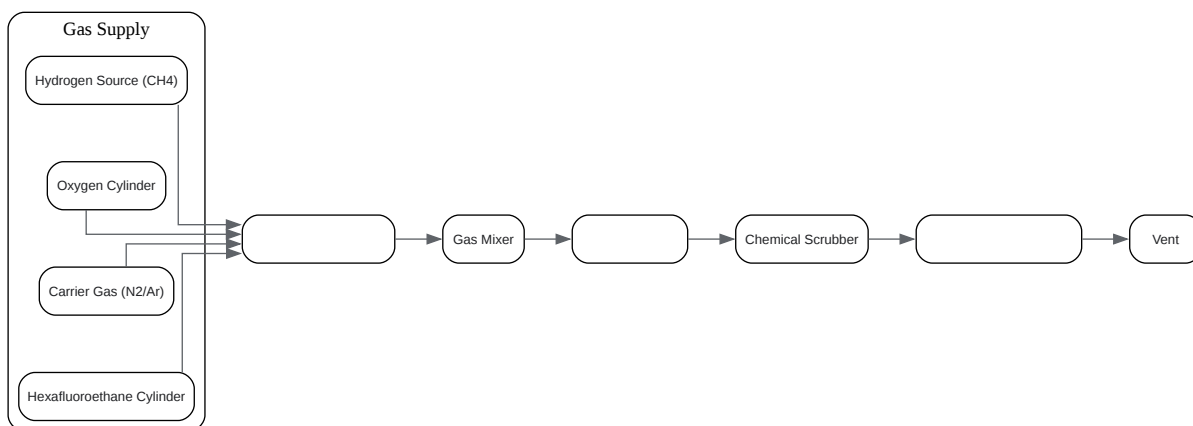 Gas Supply
Hydrogen Source (CH4)
Oxygen Cylinder
Carrier Gas (N2/Ar)
Hexafluoroethane Cylinder
Gas Mixer
Chemical Scrubber
Vent